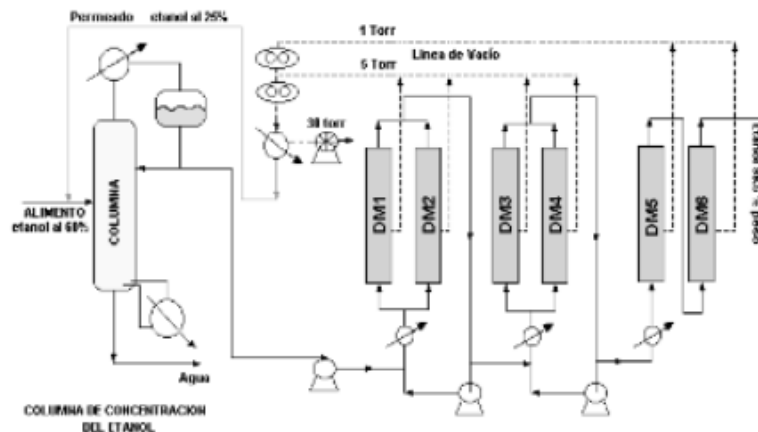 Permeado etanol al 25%
1 Torr
Linea de Vacío
5 Torr
30 torr
ALIMENTO
etanol al 60%
COLUMNA
DM1
DM2
DM3
DM4
DM5
DM6
Agua
COLUMNA DE CONCENTRACION
DEL ETANOL